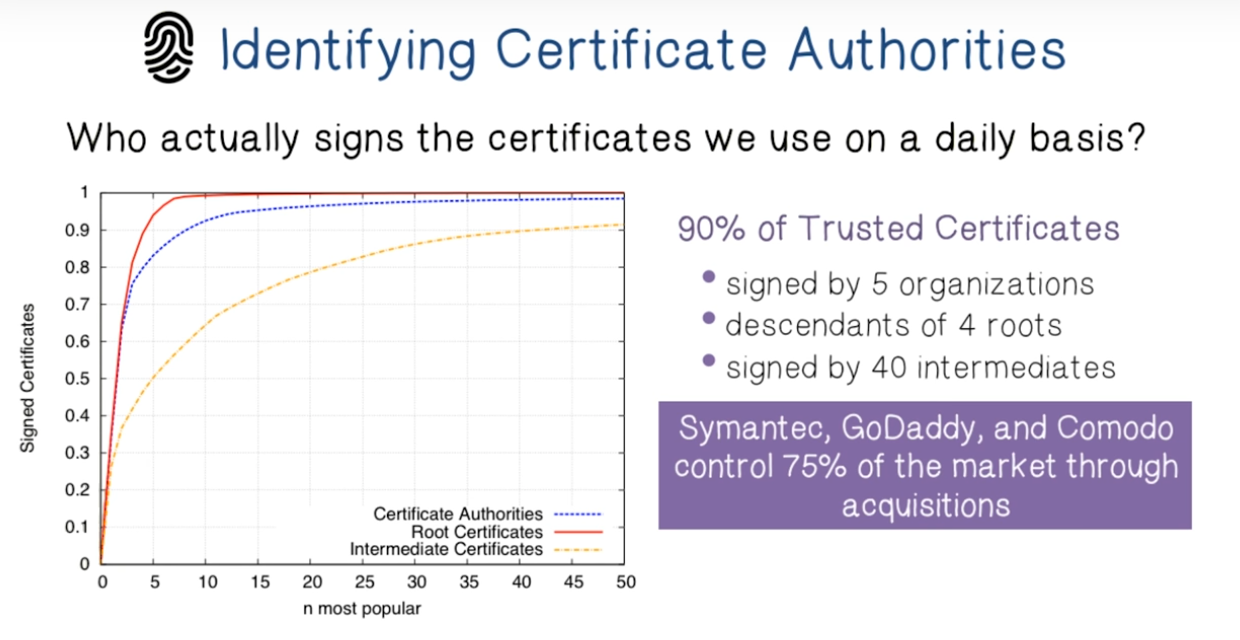 Identifying Certificate Authorities
Who actually signs the certificates we use on a daily basis?
1
0.9
0.8
0.7
0.6
0.5
0.4
0.3
0.2
0.1
0
Signed Certificates
Certificate Authorities
Root Certificates
Intermediate Certificates
0 5 10 15 20 25 30 35 40 45 50
n most popular
90% of Trusted Certificates
• signed by 5 organizations
• descendants of 4 roots
• signed by 40 intermediates
Symantec, GoDaddy, and Comodo
control 75% of the market through
acquisitions